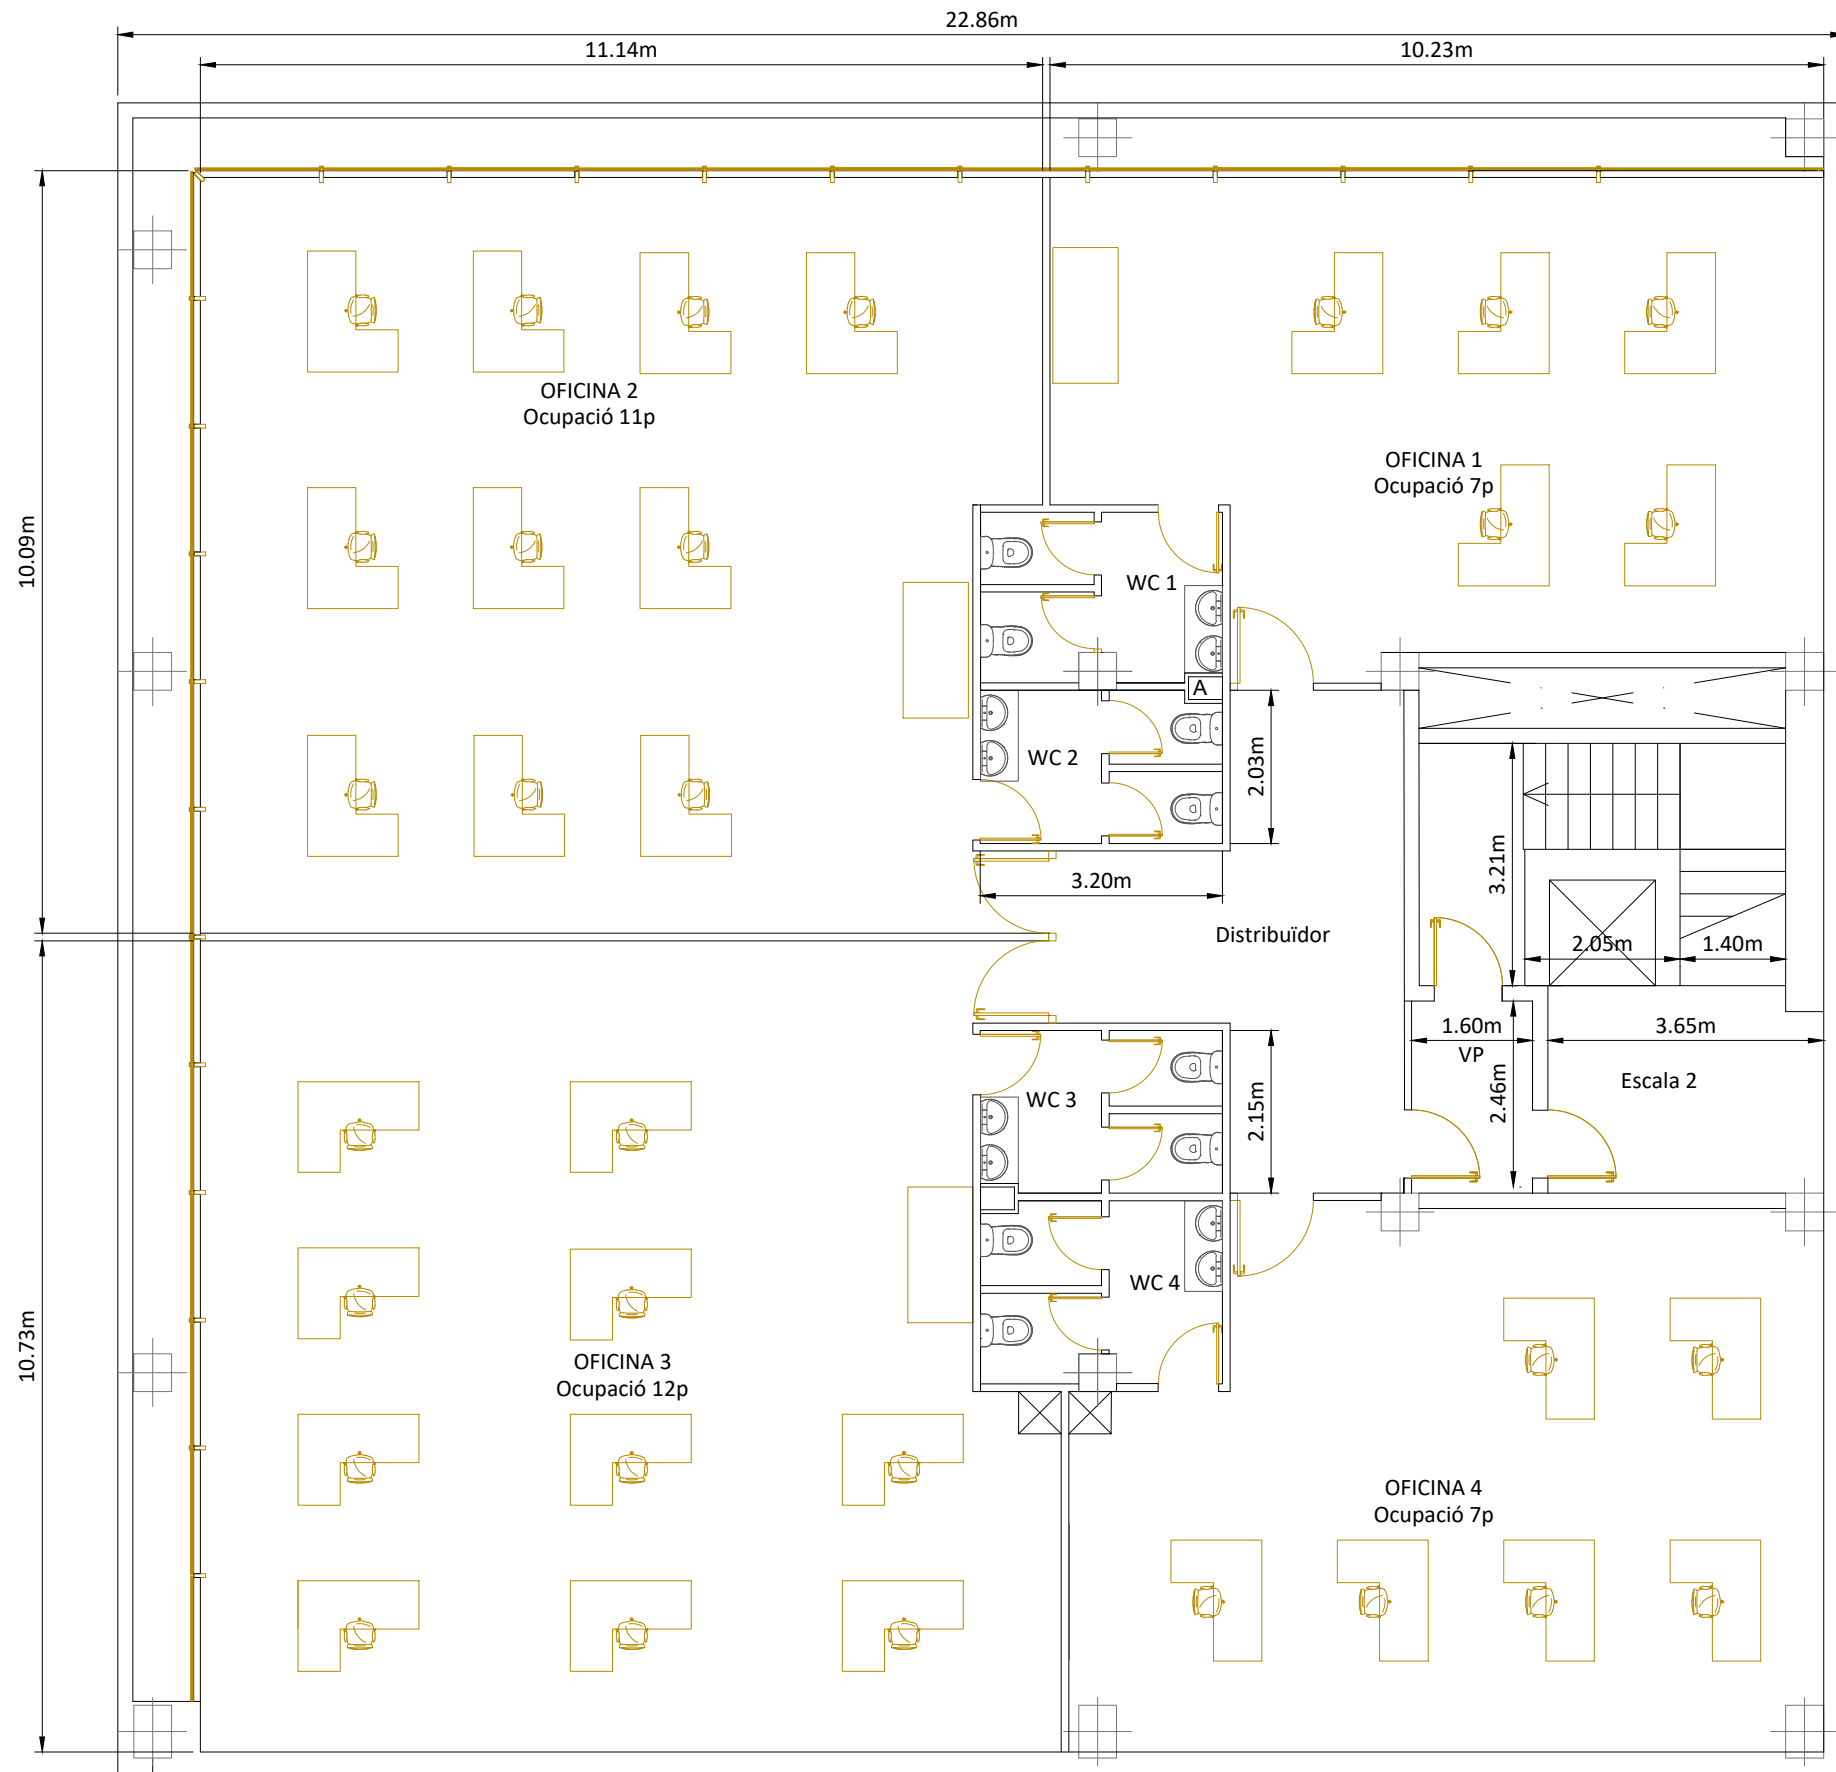 22.86m
11.14m
10.23m
OFICINA 2
Ocupació 11p
OFICINA 1
Ocupació 7p
10.09m
WC 1
A
WC 2
2.03m
3.20m
3.21m
Distribuïdor
2.05m
1.40m
1.60m
VP
3.65m
WC 3
2.15m
2.46m
Escala 2
WC 4
10.73m
OFICINA 3
Ocupació 12p
OFICINA 4
Ocupació 7p